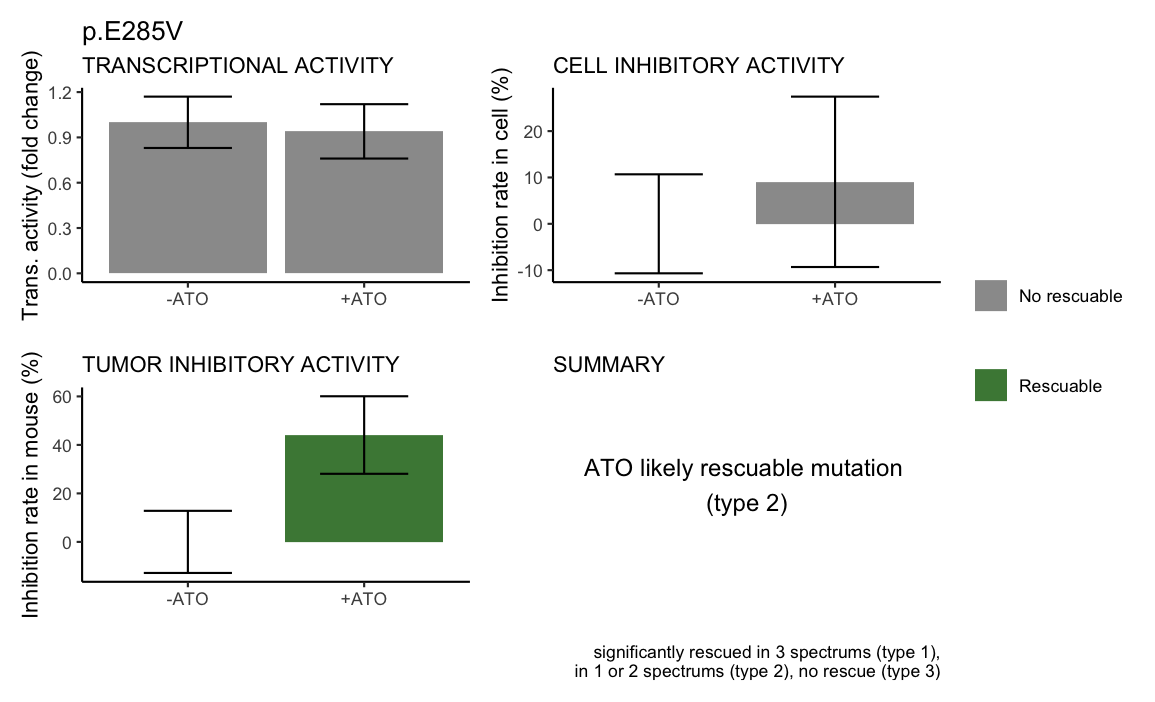 p.E285V
TRANSCRIPTIONAL ACTIVITY
Trans. activity (fold change)
1.2
0.9
0.6
0.3
0.0
-ATO
+ATO
CELL INHIBITORY ACTIVITY
Inhibition rate in cell (%)
20
10
0
-10
-ATO
+ATO
No rescuable
Rescuable
TUMOR INHIBITORY ACTIVITY
Inhibition rate in mouse (%)
60
40
20
0
-ATO
+ATO
SUMMARY
ATO likely rescuable mutation
(type 2)
significantly rescued in 3 spectrums (type 1),
in 1 or 2 spectrums (type 2), no rescue (type 3)